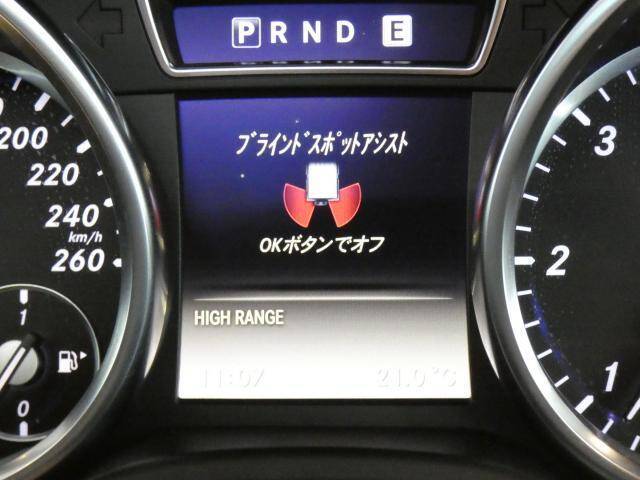 P R N D E
ブラインドスポットアシスト
OKボタンでオフ
HIGH RANGE
11:07 21.0°C
200
220
240
km/h
260
1
0
3
2
1